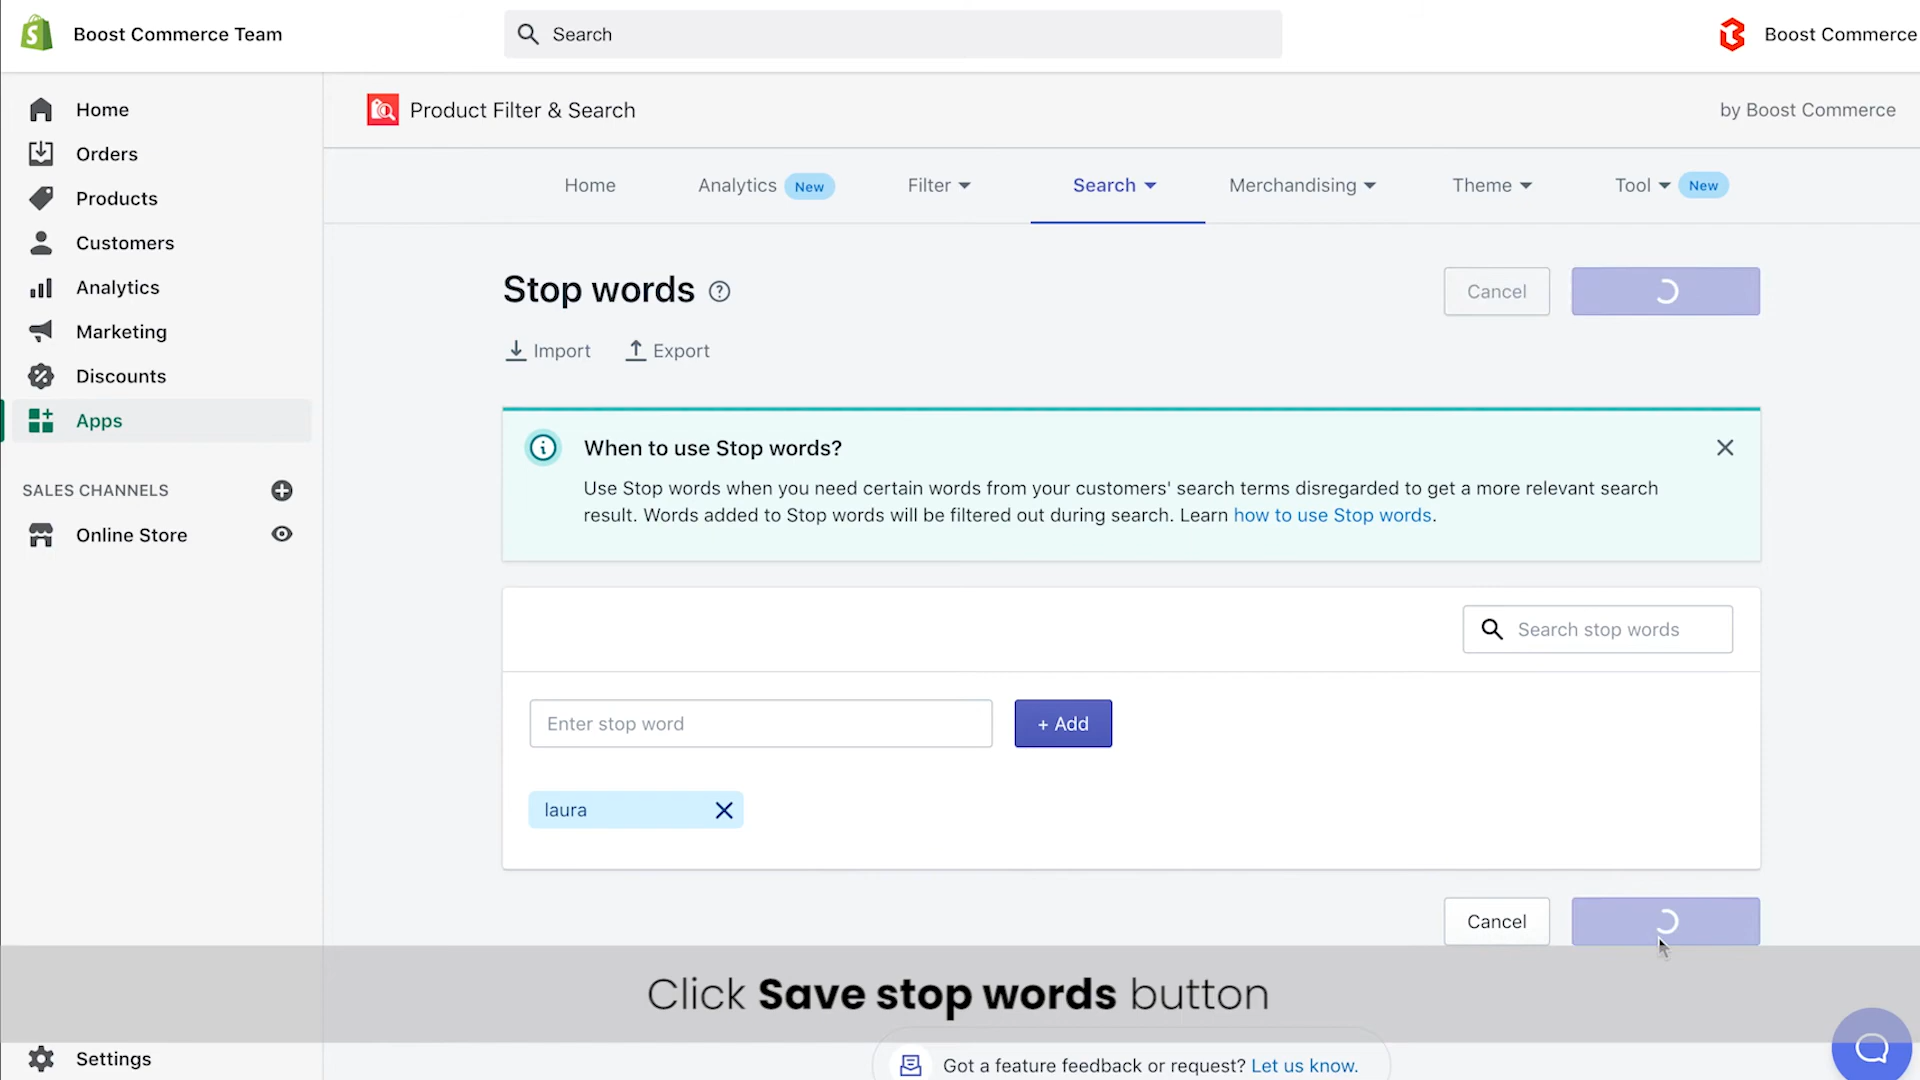 Boost Commerce Team
Search
Boost Commerce
Home
Orders
Products
Customers
Analytics
Marketing
Discounts
Apps
SALES CHANNELS
Online Store
Settings
Product Filter & Search
by Boost Commerce
Home
Analytics New
Filter
Search
Merchandising
Theme
Tool New
Stop words
Cancel
Import
Export
When to use Stop words?
Use Stop words when you need certain words from your customers' search terms disregarded to get a more relevant search
result. Words added to Stop words will be filtered out during search. Learn how to use Stop words.
Search stop words
Enter stop word
+ Add
laura
Cancel
Click Save stop words button
Got a feature feedback or request? Let us know.